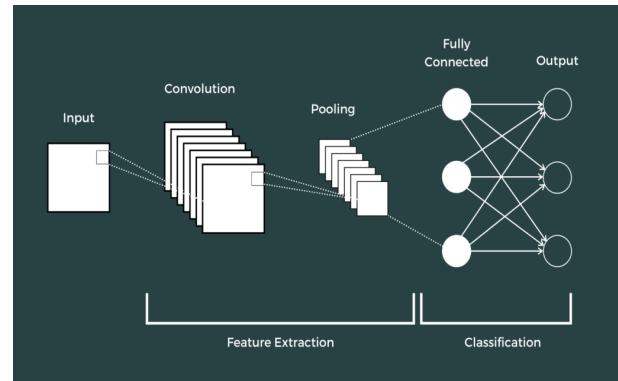 Input
Convolution
Pooling
Fully
Connected
Output
Feature Extraction
Classification